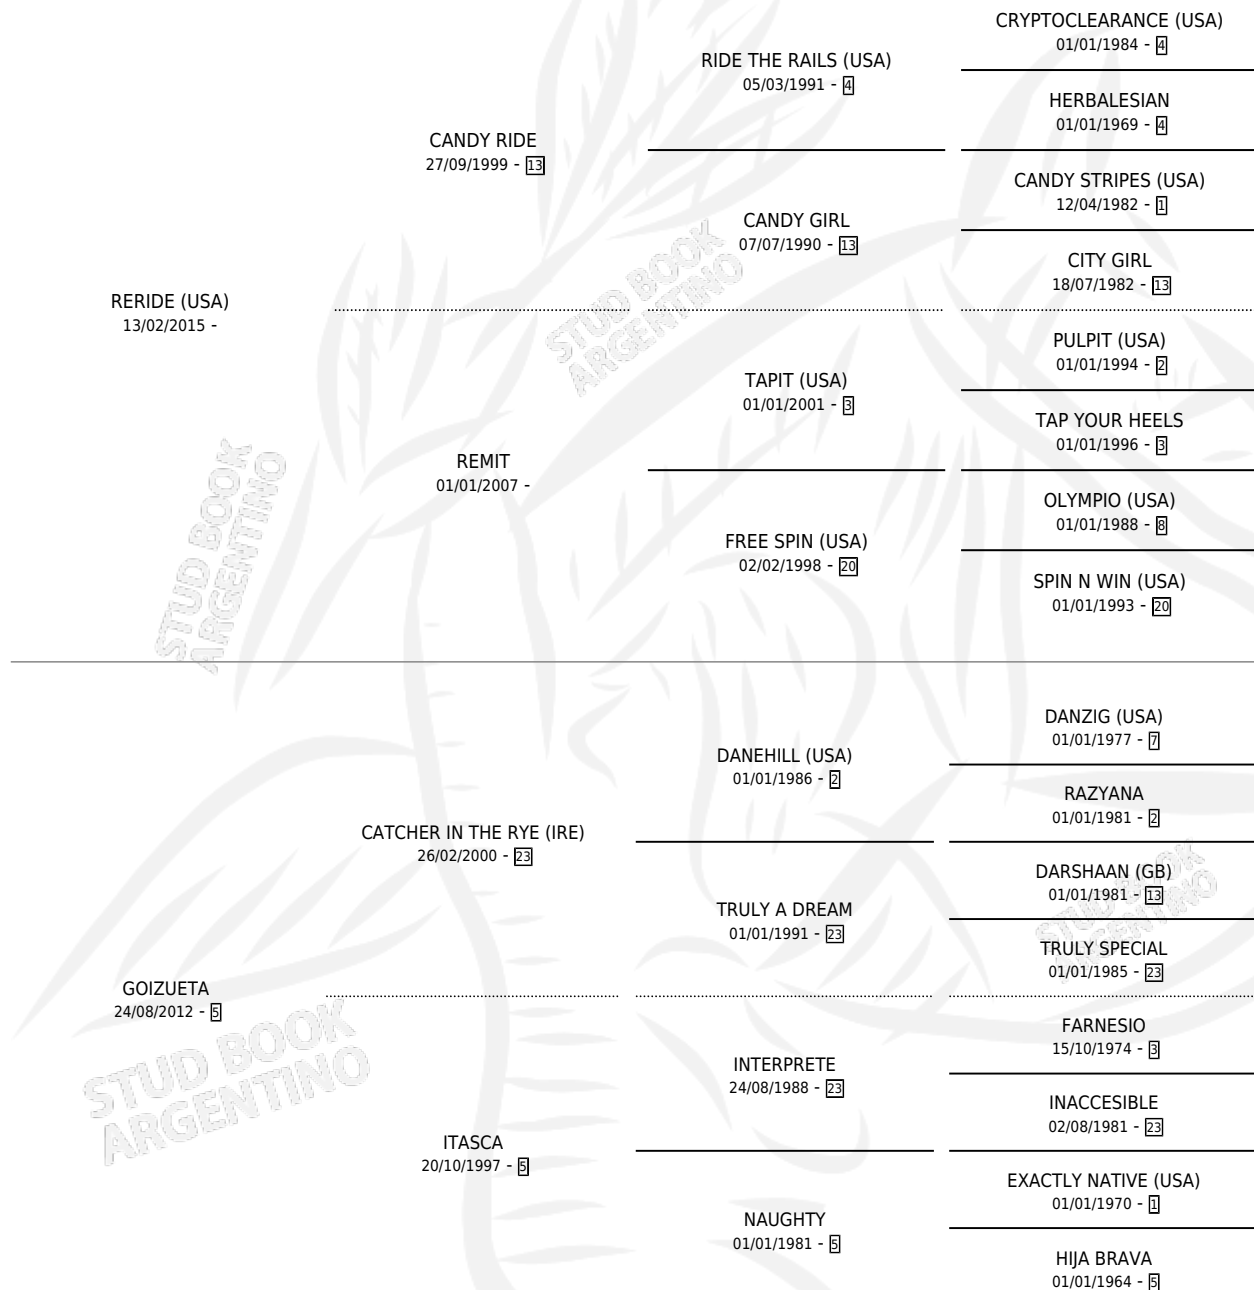 CRYPTOCLEARANCE (USA)
01/01/1984 - 4
RIDE THE RAILS (USA)
05/03/1991 - 4
HERBALESIAN
01/01/1969 - 4
CANDY RIDE
27/09/1999 - 13
CANDY STRIPES (USA)
12/04/1982 - 1
CANDY GIRL
07/07/1990 - 13
CITY GIRL
18/07/1982 - 13
RERIDE (USA)
13/02/2015 -
PULPIT (USA)
01/01/1994 - 2
TAPIT (USA)
01/01/2001 - 3
TAP YOUR HEELS
01/01/1996 - 3
REMIT
01/01/2007 -
OLYMPIO (USA)
01/01/1988 - 8
FREE SPIN (USA)
02/02/1998 - 20
SPIN N WIN (USA)
01/01/1993 - 20
DANZIG (USA)
01/01/1977 - 7
DANEHILL (USA)
01/01/1986 - 2
RAZYANA
01/01/1981 - 2
CATCHER IN THE RYE (IRE)
26/02/2000 - 23
DARSHAAN (GB)
01/01/1981 - 13
TRULY A DREAM
01/01/1991 - 23
TRULY SPECIAL
01/01/1985 - 23
GOIZUETA
24/08/2012 - 5
FARNESIO
15/10/1974 - 3
INTERPRETE
24/08/1988 - 23
INACCESIBLE
02/08/1981 - 23
ITASCA
20/10/1997 - 5
EXACTLY NATIVE (USA)
01/01/1970 - 1
NAUGHTY
01/01/1981 - 5
HIJA BRAVA
01/01/1964 - 5
STUD BOOK
ARGENTINO
STUD BOOK
ARGENTINO
STUD BOOK
ARGENTINO
STUD BOOK
ARGENTINO